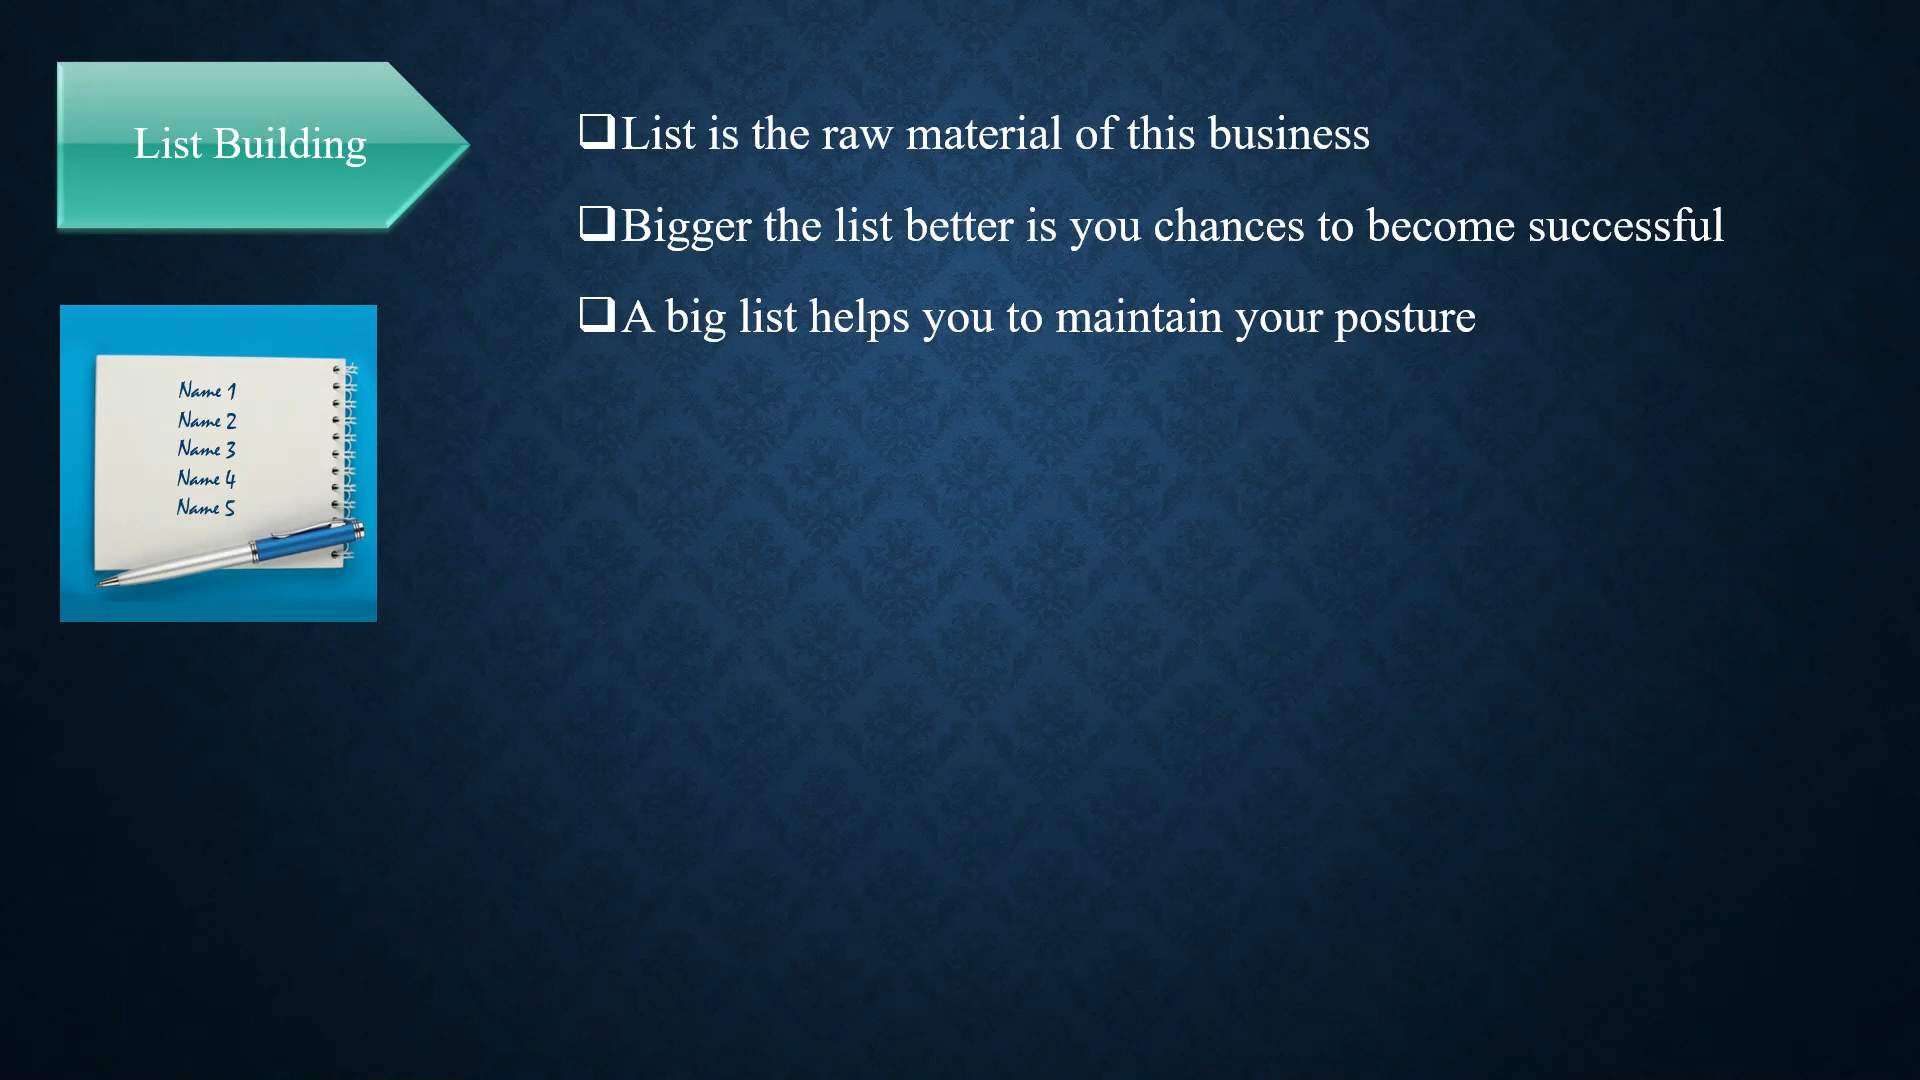 List Building
List is the raw material of this business
Bigger the list better is you chances to become successful
A big list helps you to maintain your posture
Name 1
Name 2
Name 3
Name 4
Name 5